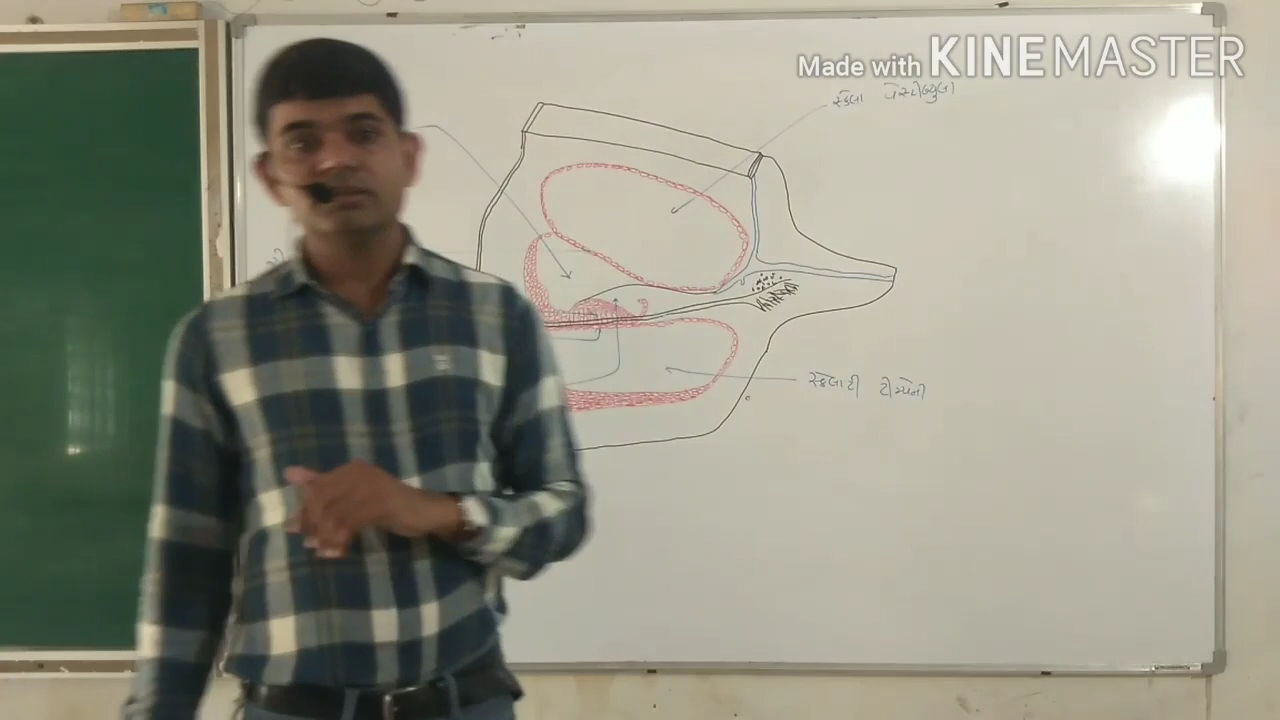 Made with KINEMASTER
સ્કેલા વેસ્ટીબ્યુલી
સ્કેલા ટી ટીમ્પેની